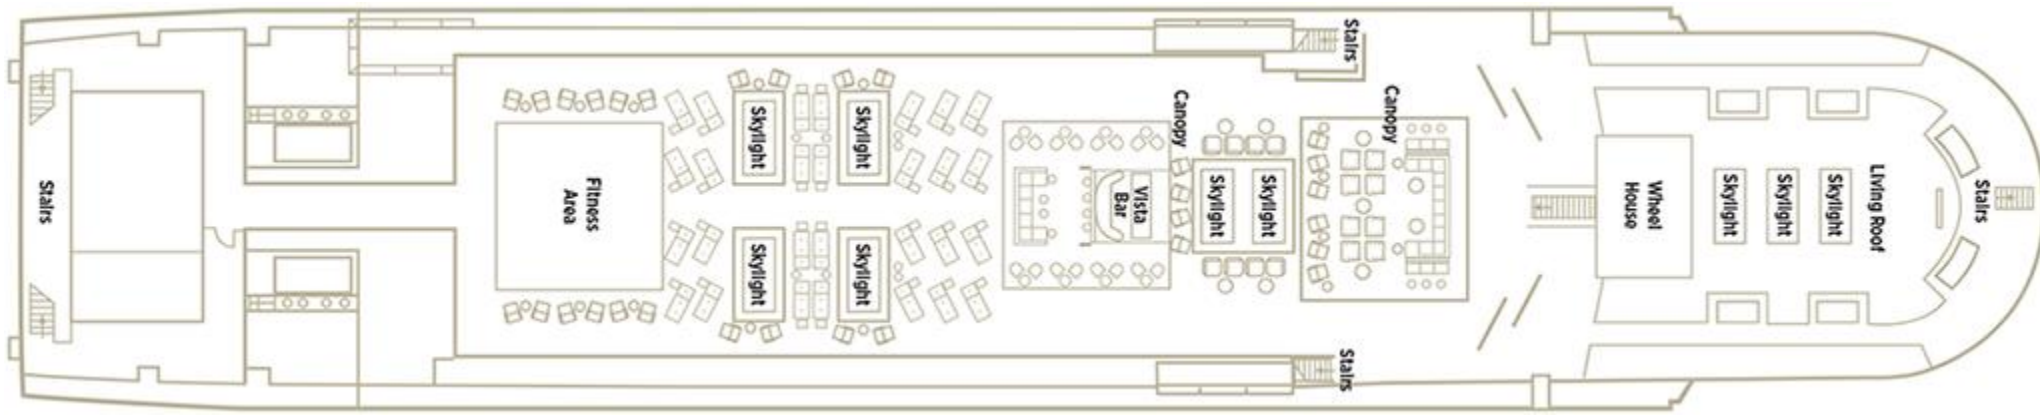 Stairs
Fitness
Area
Skylight
Skylight
Skylight
Skylight
Vista
Bar
Canopy
Skylight
Skylight
Stairs
Stairs
Canopy
Wheel
House
Skylight
Skylight
Skylight
Living Roof
Stairs